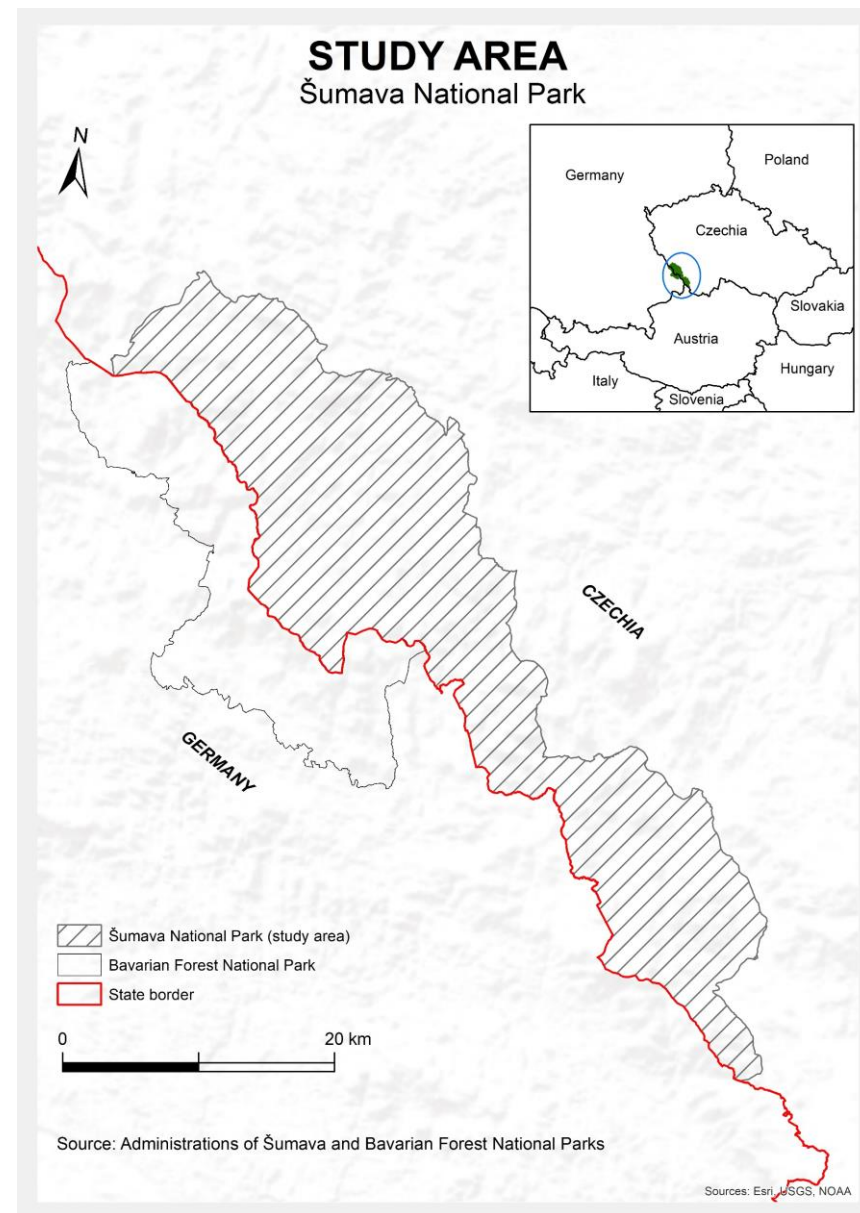 STUDY AREA
Šumava National Park
N
Germany
Poland
Czechia
Slovakia
Austria
Hungary
Italy
Slovenia
CZECHIA
GERMANY
Šumava National Park (study area)
Bavarian Forest National Park
State border
0 20 km
Source: Administrations of Šumava and Bavarian Forest National Parks
Sources: Esri, USGS, NOAA